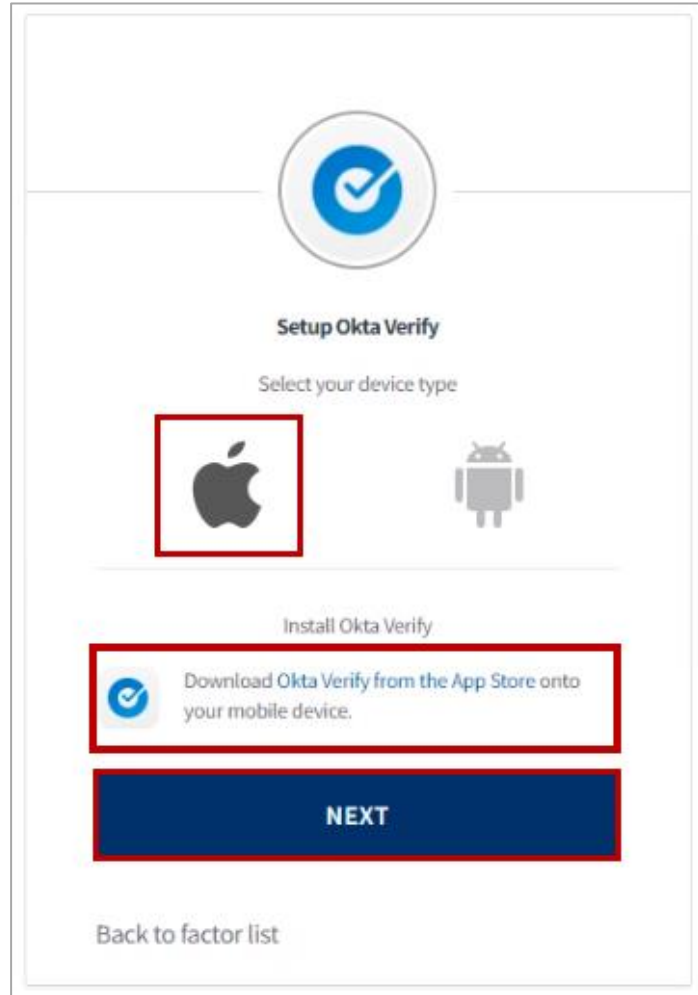 Setup Okta Verify
Select your device type
Install Okta Verify
Download Okta Verify from the App Store onto
your mobile device.
NEXT
Back to factor list